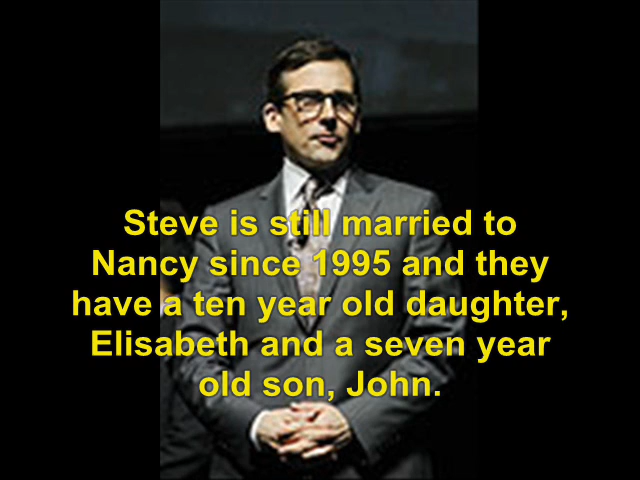 Steve is still married to
Nancy since 1995 and they
have a ten year old daughter,
Elisabeth and a seven year
old son, John.